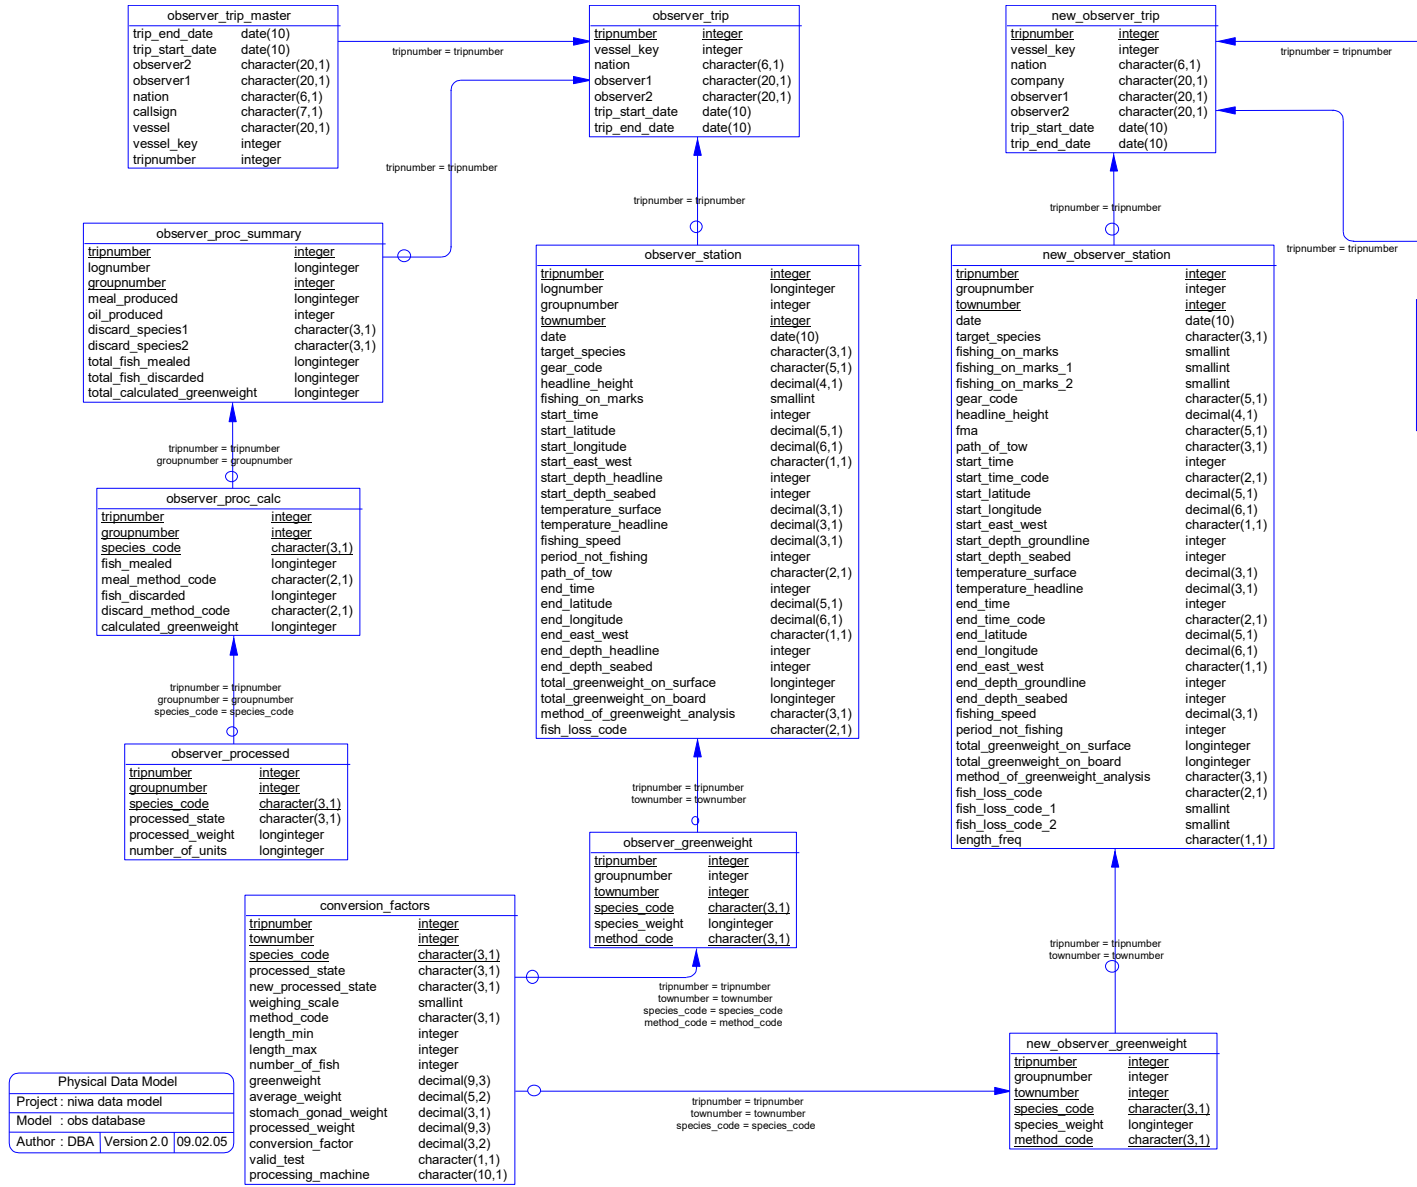 observer_trip_master
trip_end_date date(10)
trip_start_date date(10)
observer2 character(20,1)
observer1 character(20,1)
nation character(6,1)
callsign character(7,1)
vessel character(20,1)
vessel_key integer
tripnumber integer
tripnumber = tripnumber
observer_trip
tripnumber integer
vessel_key integer
nation character(6,1)
observer1 character(20,1)
observer2 character(20,1)
trip_start_date date(10)
trip_end_date date(10)
new_observer_trip
tripnumber integer
vessel_key integer
nation character(6,1)
company character(20,1)
observer1 character(20,1)
observer2 character(20,1)
trip_start_date date(10)
trip_end_date date(10)
tripnumber = tripnumber
tripnumber = tripnumber
tripnumber = tripnumber
tripnumber = tripnumber
tripnumber = tripnumber
observer_proc_summary
tripnumber integer
lognumber longinteger
groupnumber integer
meal_produced longinteger
oil_produced integer
discard_species1 character(3,1)
discard_species2 character(3,1)
total_fish_mealed longinteger
total_fish_discarded longinteger
total_calculated_greenweight longinteger
tripnumber = tripnumber
groupnumber = groupnumber
observer_proc_calc
tripnumber integer
groupnumber integer
species_code character(3,1)
fish_mealed longinteger
meal_method_code character(2,1)
fish_discarded longinteger
discard_method_code character(2,1)
calculated_greenweight longinteger
tripnumber = tripnumber
groupnumber = groupnumber
species_code = species_code
observer_processed
tripnumber integer
groupnumber integer
species_code character(3,1)
processed_state character(3,1)
processed_weight longinteger
number_of_units longinteger
observer_station
tripnumber integer
lognumber longinteger
groupnumber integer
townumber integer
date date(10)
target_species character(3,1)
gear_code character(5,1)
headline_height decimal(4,1)
fishing_on_marks smallint
start_time integer
start_latitude decimal(5,1)
start_longitude decimal(6,1)
start_east_west character(1,1)
start_depth_headline integer
start_depth_seabed integer
temperature_surface decimal(3,1)
temperature_headline decimal(3,1)
fishing_speed decimal(3,1)
period_not_fishing integer
path_of_tow character(2,1)
end_time integer
end_latitude decimal(5,1)
end_longitude decimal(6,1)
end_east_west character(1,1)
end_depth_headline integer
end_depth_seabed integer
total_greenweight_on_surface longinteger
total_greenweight_on_board longinteger
method_of_greenweight_analysis character(3,1)
fish_loss_code character(2,1)
new_observer_station
tripnumber integer
groupnumber integer
townumber integer
date date(10)
target_species character(3,1)
fishing_on_marks smallint
fishing_on_marks_1 smallint
fishing_on_marks_2 smallint
gear_code character(5,1)
headline_height decimal(4,1)
fma character(5,1)
path_of_tow character(3,1)
start_time integer
start_time_code character(2,1)
start_latitude decimal(5,1)
start_longitude decimal(6,1)
start_east_west character(1,1)
start_depth_groundline integer
start_depth_seabed integer
temperature_surface decimal(3,1)
temperature_headline decimal(3,1)
end_time integer
end_time_code character(2,1)
end_latitude decimal(5,1)
end_longitude decimal(6,1)
end_east_west character(1,1)
end_depth_groundline integer
end_depth_seabed integer
fishing_speed decimal(3,1)
period_not_fishing integer
total_greenweight_on_surface longinteger
total_greenweight_on_board longinteger
method_of_greenweight_analysis character(3,1)
fish_loss_code character(2,1)
fish_loss_code_1 smallint
fish_loss_code_2 smallint
length_freq character(1,1)
tripnumber = tripnumber
townumber = townumber
observer_greenweight
tripnumber integer
groupnumber integer
townumber integer
species_code character(3,1)
species_weight longinteger
method_code character(3,1)
tripnumber = tripnumber
townumber = townumber
species_code = species_code
method_code = method_code
conversion_factors
tripnumber integer
townumber integer
species_code character(3,1)
processed_state character(3,1)
new_processed_state character(3,1)
weighing_scale smallint
method_code character(3,1)
length_min integer
length_max integer
number_of_fish integer
greenweight decimal(9,3)
average_weight decimal(5,2)
stomach_gonad_weight decimal(3,1)
processed_weight decimal(9,3)
conversion_factor decimal(3,2)
valid_test character(1,1)
processing_machine character(10,1)
tripnumber = tripnumber
townumber = townumber
species_code = species_code
tripnumber = tripnumber
townumber = townumber
new_observer_greenweight
tripnumber integer
groupnumber integer
townumber integer
species_code character(3,1)
species_weight longinteger
method_code character(3,1)
Physical Data Model
Project : niwa data model
Model : obs database
Author : DBA Version 2.0 09.02.05